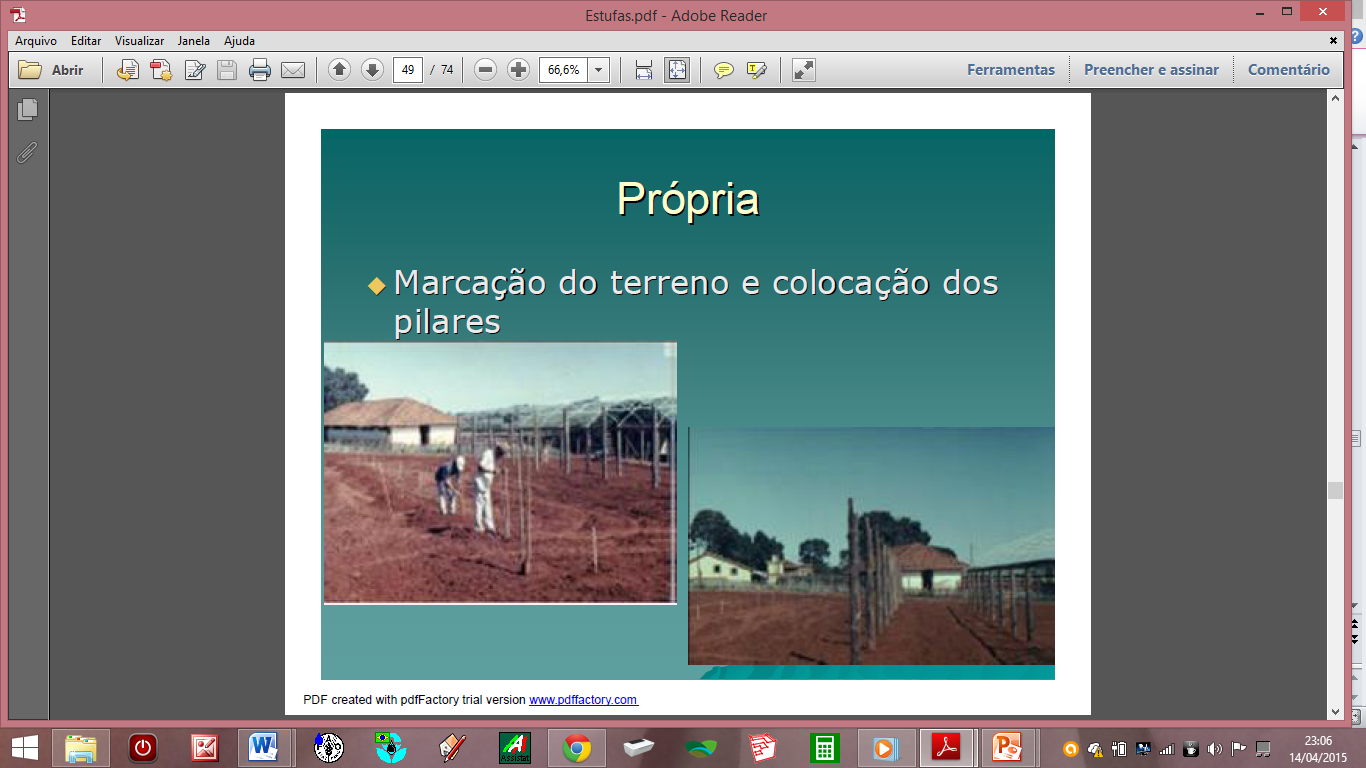 Estufas.pdf - Adobe Reader
Arquivo Editar Visualizar Janela Ajuda
Abrir 49 / 74 66,6% Ferramentas Preencher e assinar Comentário
Própria
Marcação do terreno e colocação dos
pilares
PDF created with pdfFactory trial version www.pdffactory.com
23:06
14/04/2015